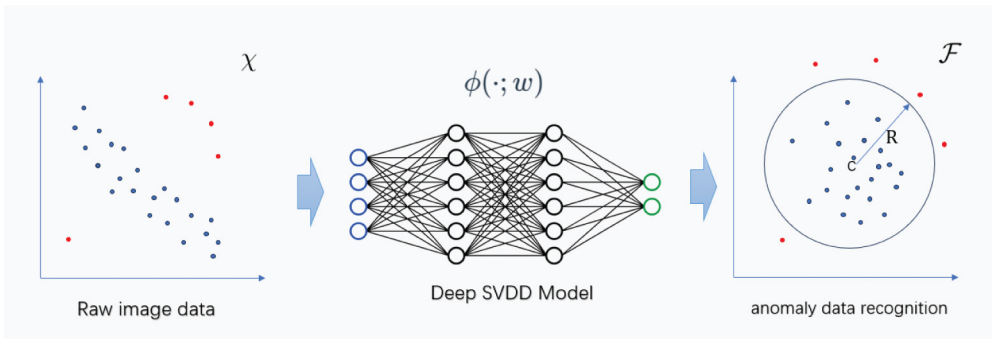 χ
Raw image data
ϕ(·; w)
Deep SVDD Model
ℱ
R
C
anomaly data recognition